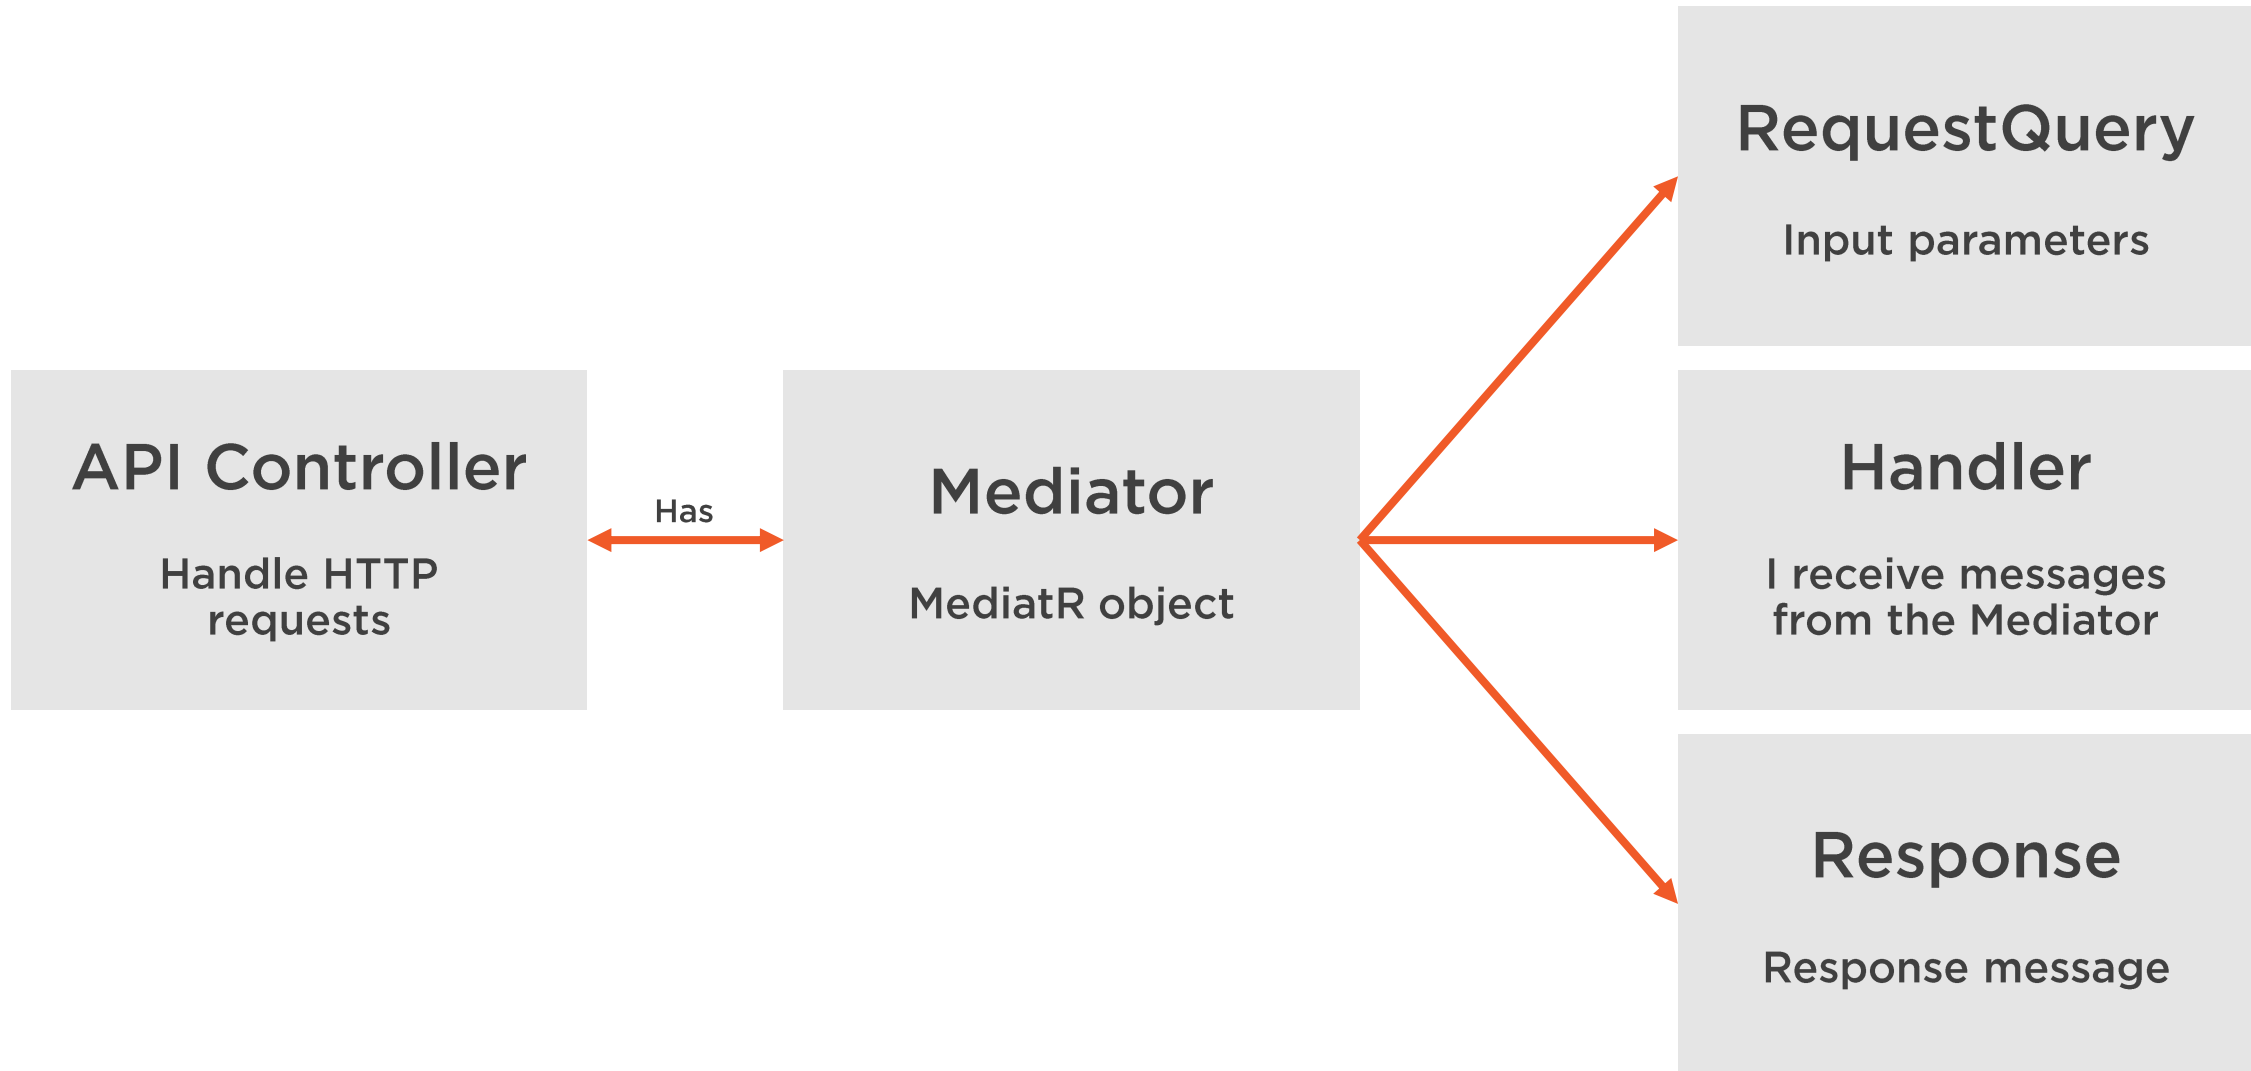 API Controller
Handle HTTP
requests
Has
Mediator
MediatR object
RequestQuery
Input parameters
Handler
I receive messages
from the Mediator
Response
Response message